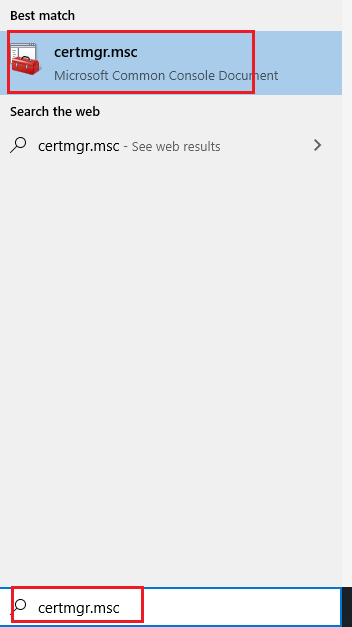 Best match
certmgr.msc
Microsoft Common Console Document
Search the web
certmgr.msc - See web results
certmgr.msc